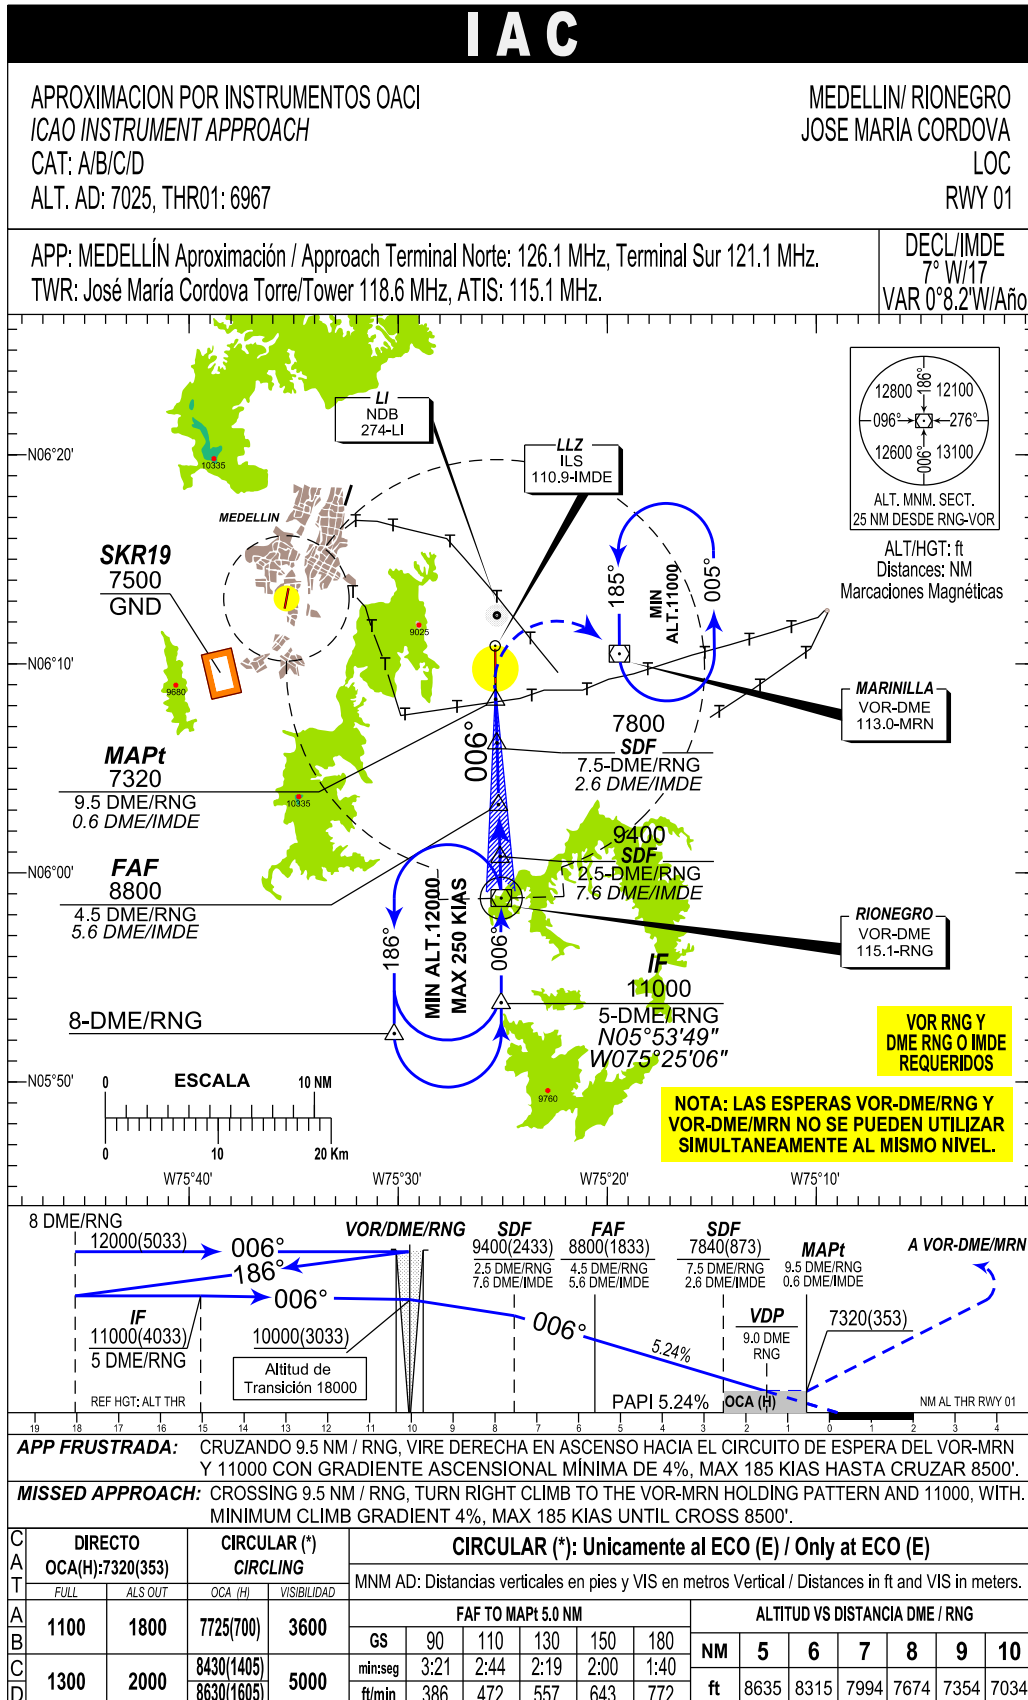 IAC
APROXIMACION POR INSTRUMENTOS OACI
ICAO INSTRUMENT APPROACH
CAT: A/B/C/D
ALT. AD: 7025, THR01: 6967
MEDELLIN/ RIONEGRO
JOSE MARIA CORDOVA
LOC
RWY 01
APP: MEDELLÍN Aproximación / Approach Terminal Norte: 126.1 MHz, Terminal Sur 121.1 MHz.
TWR: José María Cordova Torre/Tower 118.6 MHz, ATIS: 115.1 MHz.
DECL/IMDE
7° W/17
VAR 0°8.2'W/Año
LI
NDB
274-LI
LLZ
ILS
110.9-IMDE
12800 186° 12100
096° 276°
12600 006° 13100
ALT. MNM. SECT.
25 NM DESDE RNG-VOR
ALT/HGT: ft
Distances: NM
Marcaciones Magnéticas
N06°20'
10335
MEDELLIN
SKR19
7500
GND
9025
185°
MIN
ALT.11000
005°
N06°10'
9680
MARINILLA
VOR-DME
113.0-MRN
006°
7800
SDF
7.5-DME/RNG
2.6 DME/IMDE
MAPt
7320
9.5 DME/RNG
0.6 DME/IMDE
10335
9400
SDF
2.5-DME/RNG
7.6 DME/IMDE
N06°00'
FAF
8800
4.5 DME/RNG
5.6 DME/IMDE
RIONEGRO
VOR-DME
115.1-RNG
186°
MIN ALT.12000
MAX 250 KIAS
006°
IF
11000
5-DME/RNG
N05°53'49"
W075°25'06"
8-DME/RNG
VOR RNG Y
DME RNG O IMDE
REQUERIDOS
N05°50'
9760
0 ESCALA 10 NM
0 10 20 Km
NOTA: LAS ESPERAS VOR-DME/RNG Y
VOR-DME/MRN NO SE PUEDEN UTILIZAR
SIMULTANEAMENTE AL MISMO NIVEL.
W75°40' W75°30' W75°20' W75°10'
8 DME/RNG
12000(5033)
006°
186°
006°
IF
11000(4033)
5 DME/RNG
REF HGT: ALT THR
VOR/DME/RNG
10000(3033)
Altitud de
Transición 18000
SDF
9400(2433)
2.5 DME/RNG
7.6 DME/IMDE
FAF
8800(1833)
4.5 DME/RNG
5.6 DME/IMDE
SDF
7840(873)
7.5 DME/RNG
2.6 DME/IMDE
MAPt
9.5 DME/RNG
0.6 DME/IMDE
A VOR-DME/MRN
006°
5.24%
VDP
9.0 DME
RNG
7320(353)
PAPI 5.24%
OCA (H)
NM AL THR RWY 01
19 18 17 16 15 14 13 12 11 10 9 8 7 6 5 4 3 2 1 0 1 2 3 4
APP FRUSTRADA: CRUZANDO 9.5 NM / RNG, VIRE DERECHA EN ASCENSO HACIA EL CIRCUITO DE ESPERA DEL VOR-MRN
Y 11000 CON GRADIENTE ASCENSIONAL MÍNIMA DE 4%, MAX 185 KIAS HASTA CRUZAR 8500'.
MISSED APPROACH: CROSSING 9.5 NM / RNG, TURN RIGHT CLIMB TO THE VOR-MRN HOLDING PATTERN AND 11000, WITH.
MINIMUM CLIMB GRADIENT 4%, MAX 185 KIAS UNTIL CROSS 8500'.
CAT
DIRECTO
OCA(H):7320(353)
CIRCULAR (*)
CIRCLING
FULL ALS OUT OCA (H) VISIBILIDAD
A
B
1100 1800 7725(700) 3600
C
D
1300 2000 8430(1405) 5000
8630(1605)
CIRCULAR (*): Unicamente al ECO (E) / Only at ECO (E)
MNM AD: Distancias verticales en pies y VIS en metros Vertical / Distances in ft and VIS in meters.
FAF TO MAPt 5.0 NM
GS 90 110 130 150 180
min:seg 3:21 2:44 2:19 2:00 1:40
ft/min 386 472 557 643 772
ALTITUD VS DISTANCIA DME / RNG
NM 5 6 7 8 9 10
ft 8635 8315 7994 7674 7354 7034